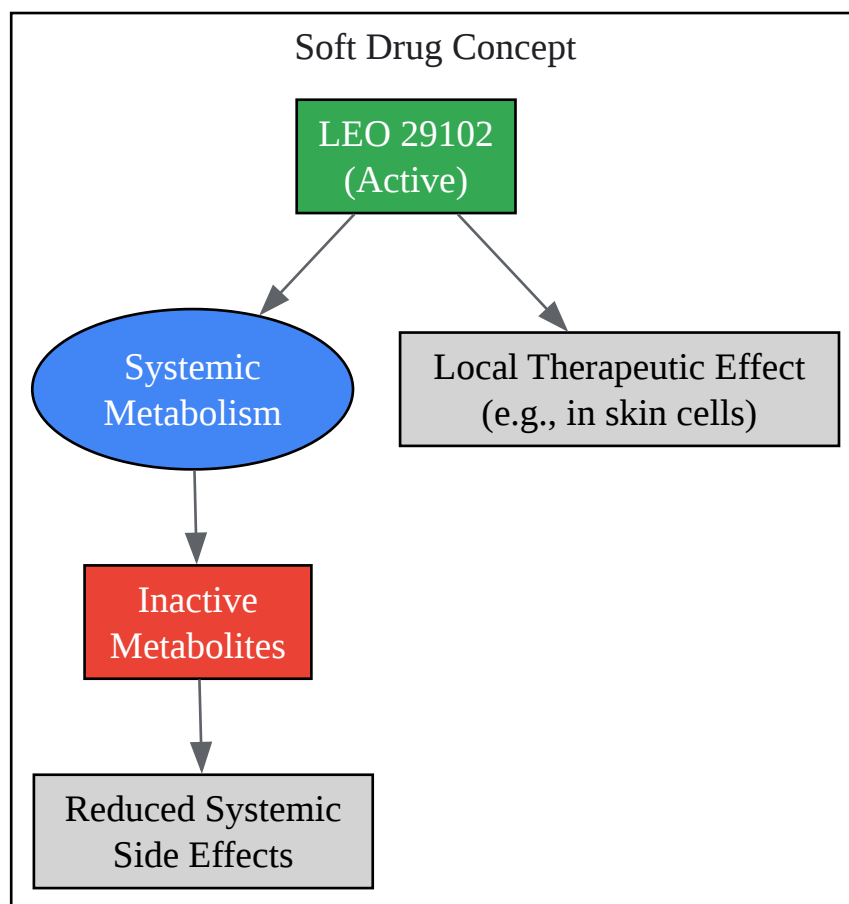 Soft Drug Concept
LEO 29102
(Active)
Systemic
Metabolism
Local Therapeutic Effect
(e.g., in skin cells)
Inactive
Metabolites
Reduced Systemic
Side Effects